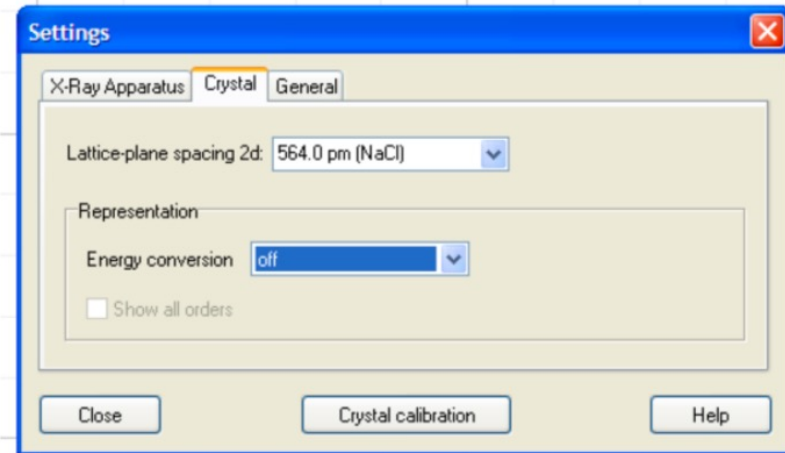 Settings
X-Ray Apparatus Crystal General
Lattice-plane spacing 2d: 564.0 pm (NaCl)
Representation
Energy conversion off
Show all orders
Close Crystal calibration Help